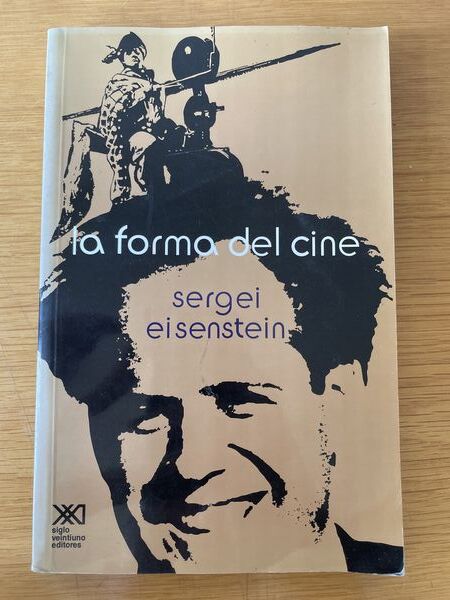 la forma del cine
sergei
eisenstein
siglo
veintiuno
editores